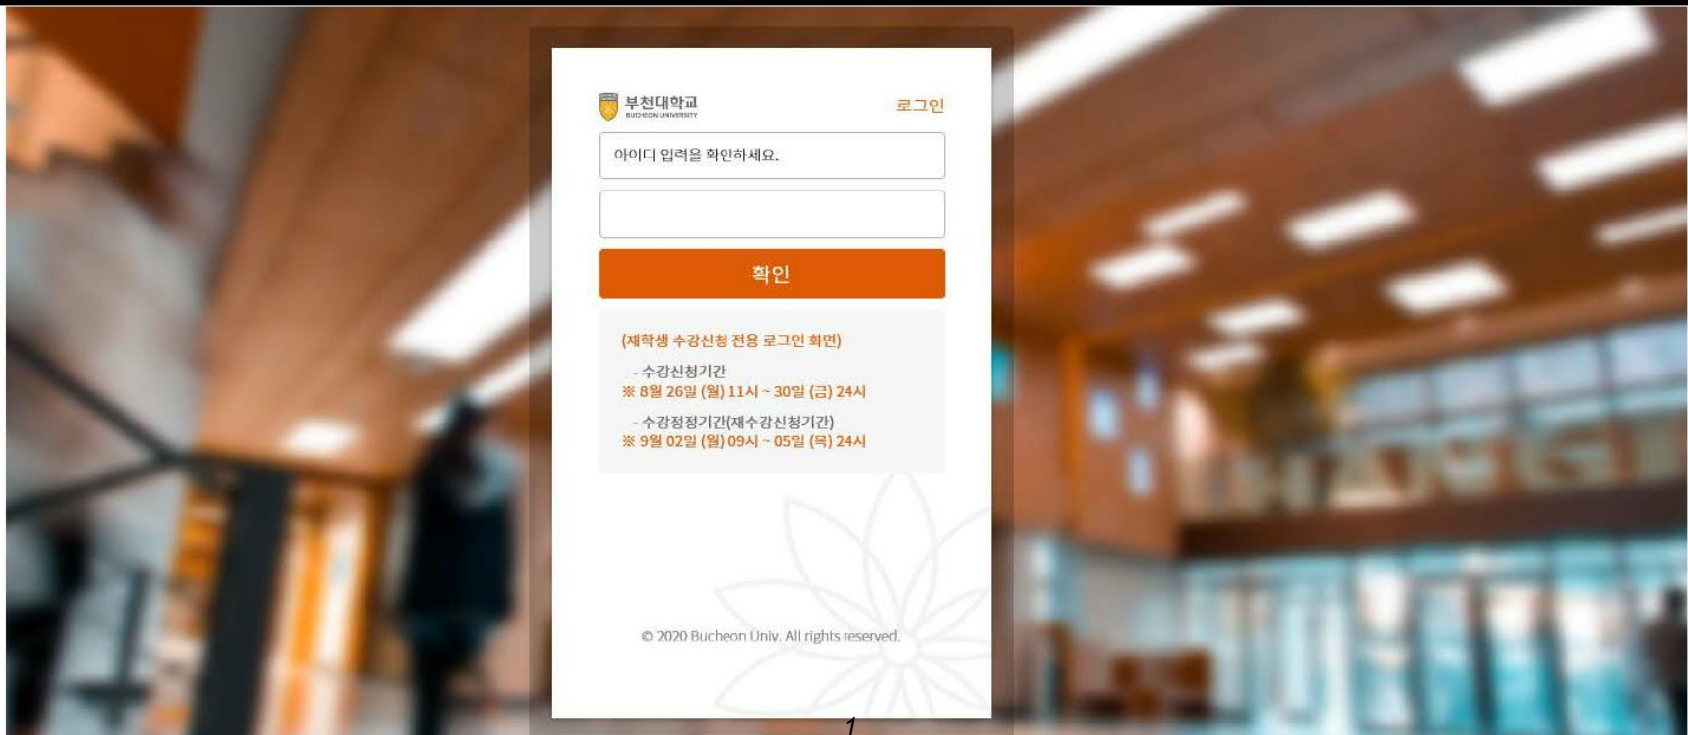 부천대학교
BUCHEON UNIVERSITY
로그인
아이디 입력을 확인하세요.
확인
(재학생 수강신청 전용 로그인 화면)
- 수강신청기간
※ 8월 26일 (월) 11시 ~ 30일 (금) 24시
- 수강정정기간(재수강신청기간)
※ 9월 02일 (월) 09시 ~ 05일 (목) 24시
HANGI
© 2020 Bucheon Univ. All rights reserved.
1